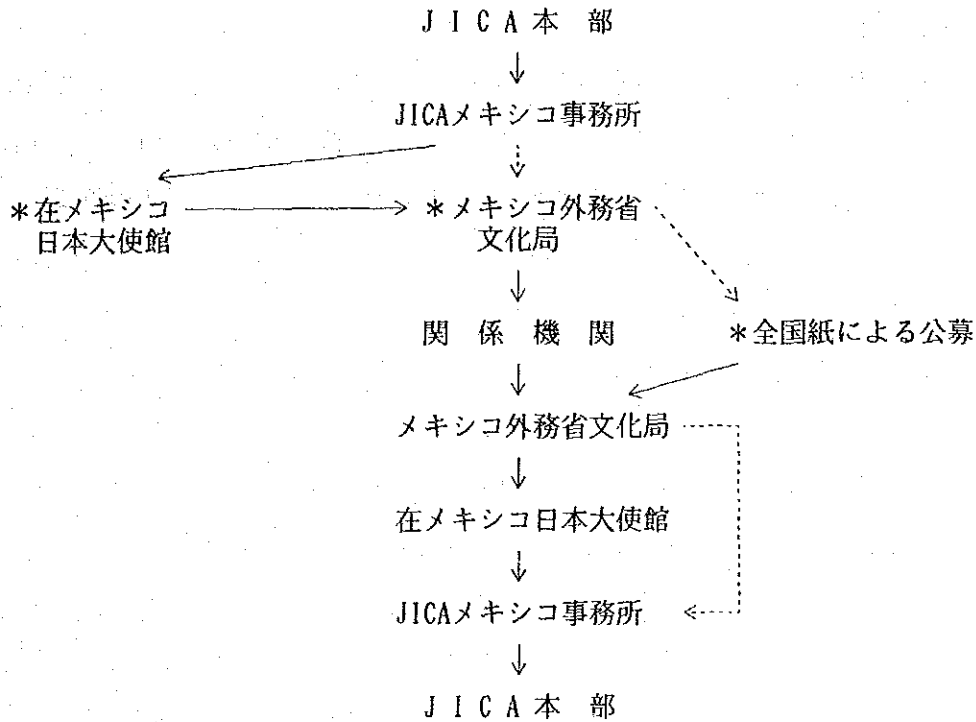 JICA本部
JICAメキシコ事務所
*在メキシコ
日本大使館
*メキシコ外務省
文化局
関係機関
*全国紙による公募
メキシコ外務省文化局
在メキシコ日本大使館
JICAメキシコ事務所
JICA本部